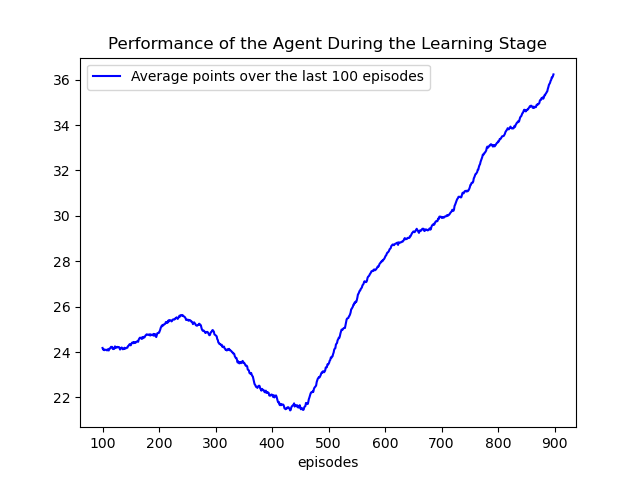 Performance of the Agent During the Learning Stage
Average points over the last 100 episodes
36
34
32
30
28
26
24
22
100 200 300 400 500 600 700 800 900
episodes